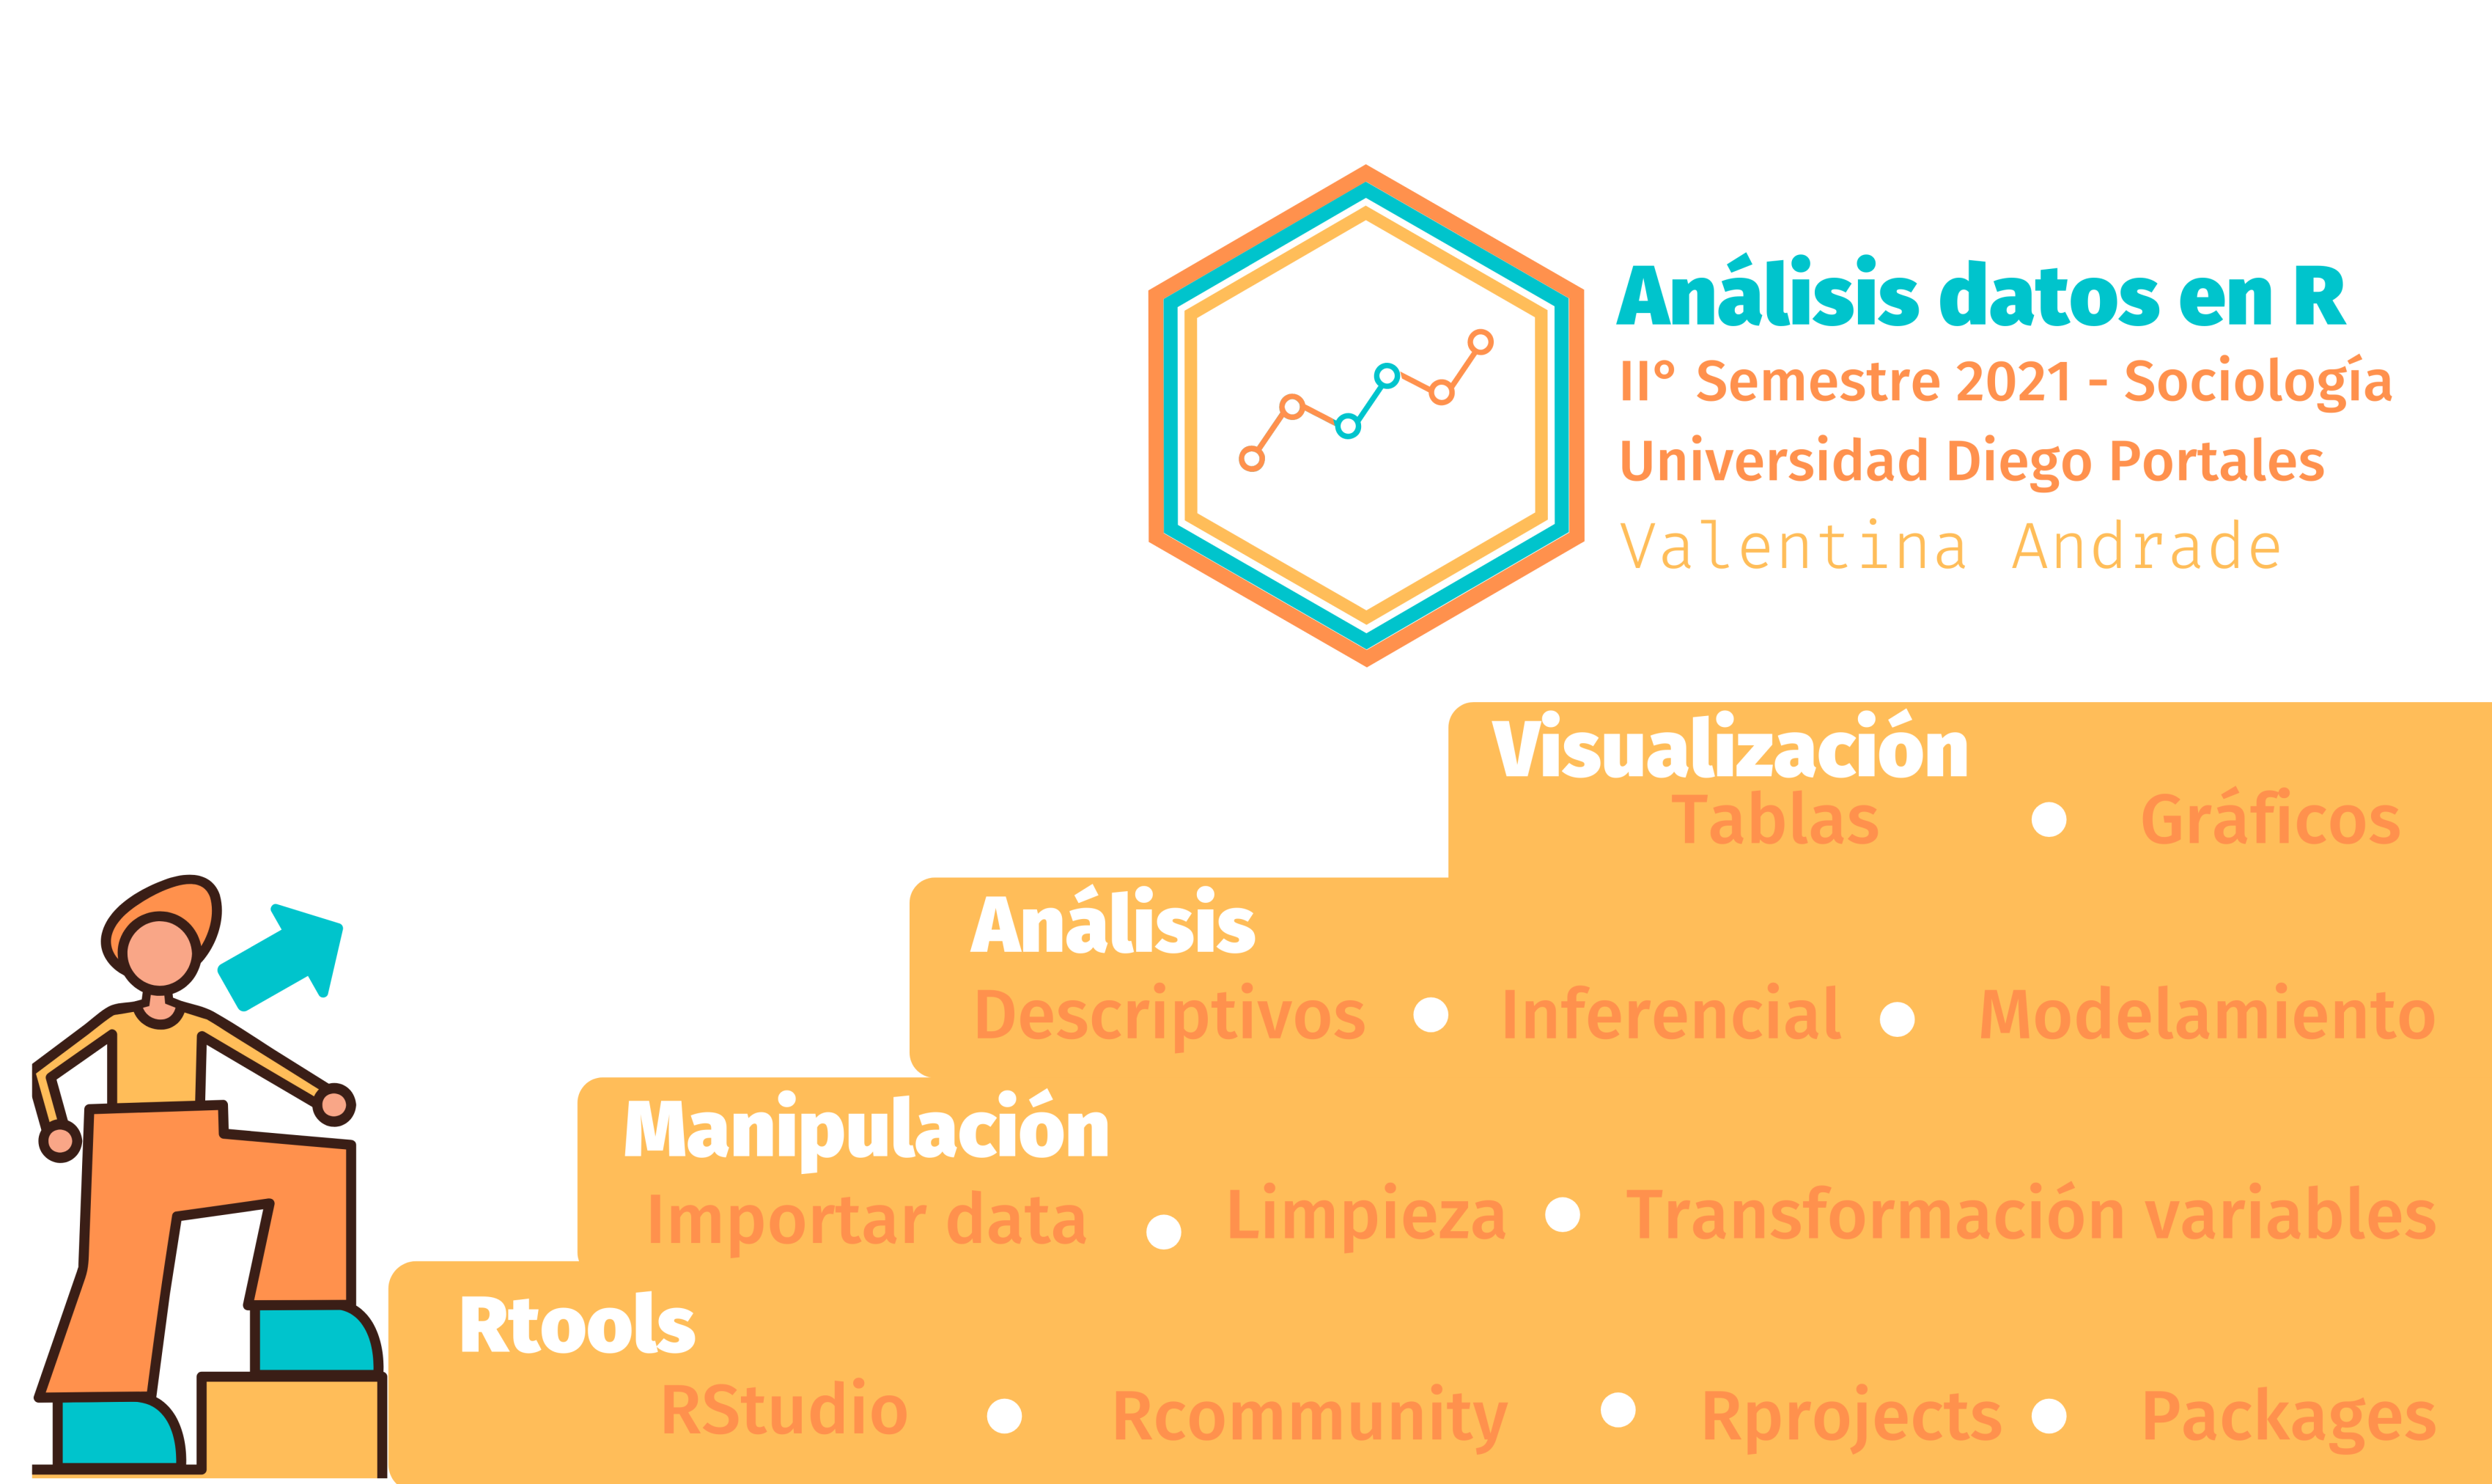 Análisis datos en R
II° Semestre 2021 - Sociología
Universidad Diego Portales
Valentina Andrade
Visualización
Tablas • Gráficos
Análisis
Descriptivos • Inferencial • Modelamiento
Manipulación
Importar data • Limpieza • Transformación variables
Rtools
RStudio • Rcommunity • Rprojects • Packages